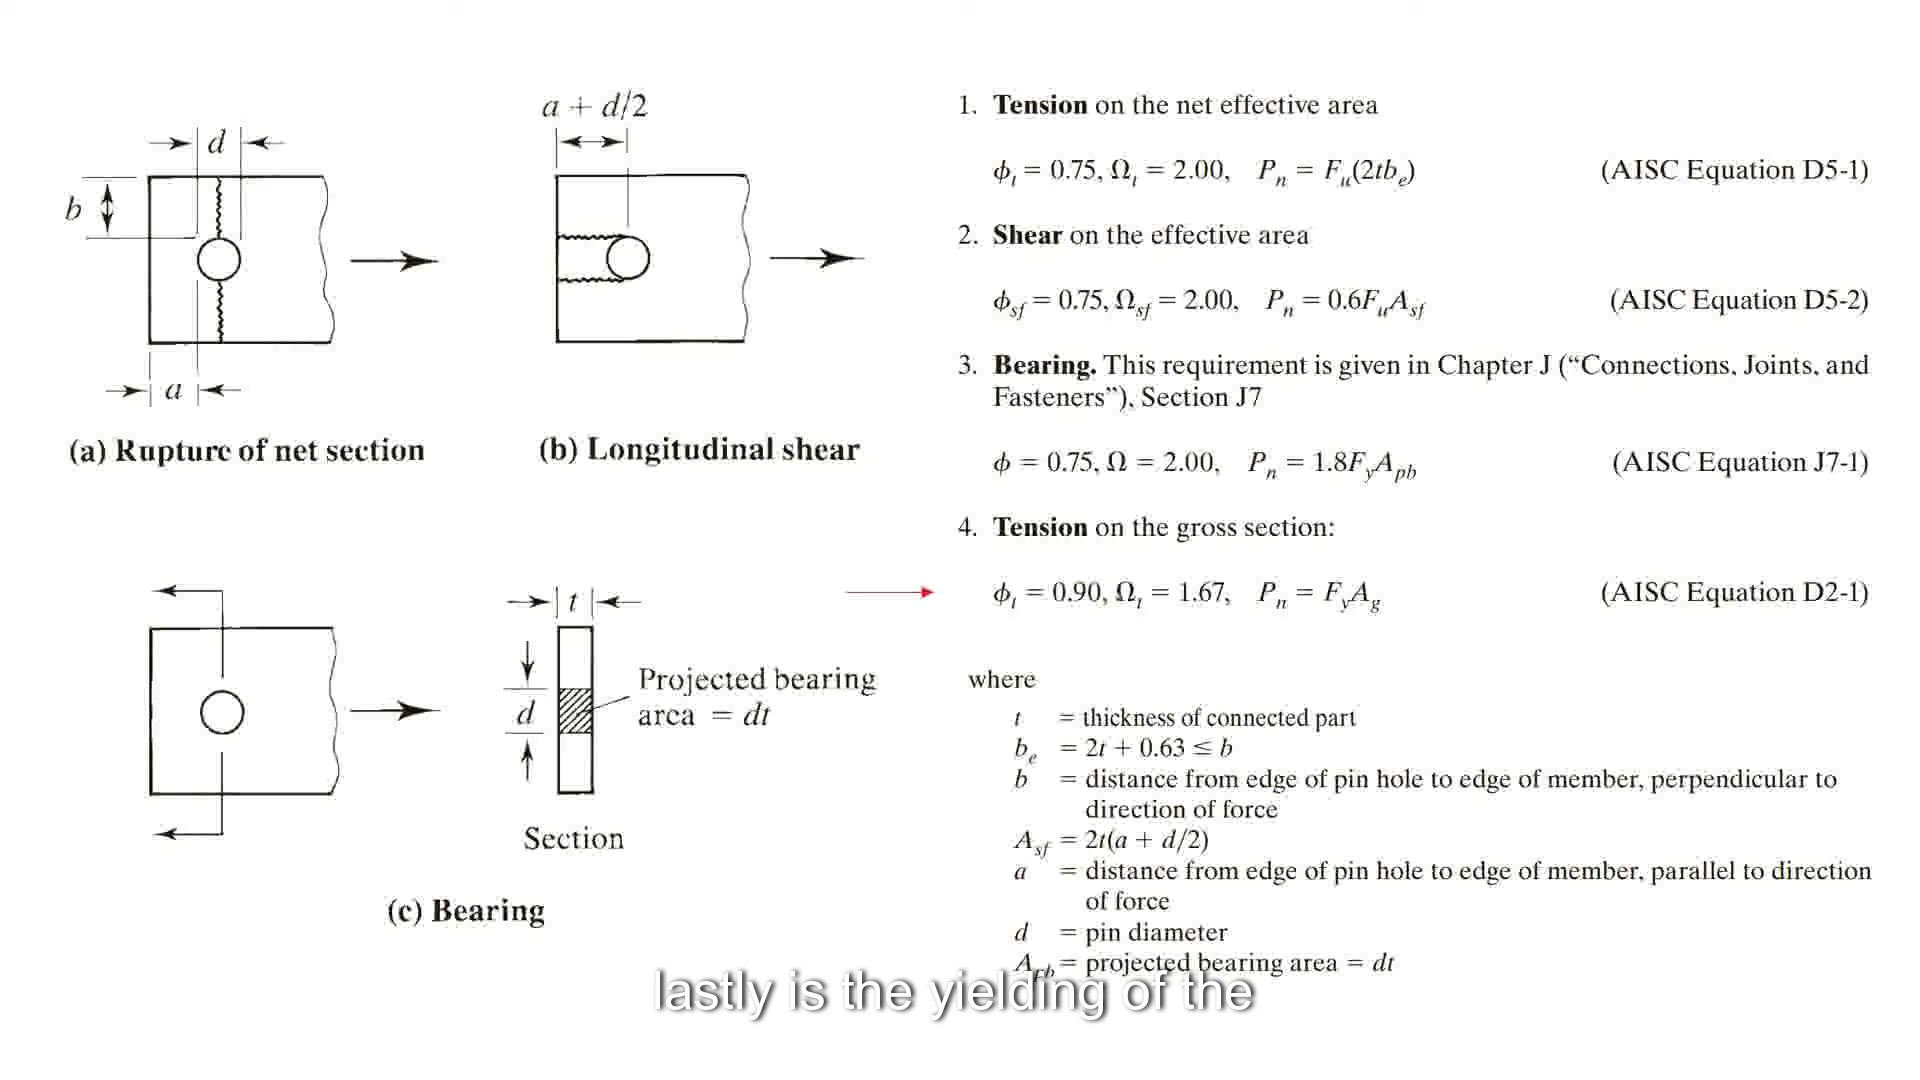 d
b
a
(a) Rupture of net section
a + d/2
(b) Longitudinal shear
t
d
Projected bearing
area = dt
Section
(c) Bearing
1. Tension on the net effective area
ϕₜ = 0.75, Ωₜ = 2.00, Pₙ = Fᵤ(2tbₑ) (AISC Equation D5-1)
2. Shear on the effective area
ϕ_sf = 0.75, Ω_sf = 2.00, Pₙ = 0.6FᵤA_sf (AISC Equation D5-2)
3. Bearing. This requirement is given in Chapter J (“Connections, Joints, and
Fasteners”), Section J7
ϕ = 0.75, Ω = 2.00, Pₙ = 1.8F_yA_pb (AISC Equation J7-1)
4. Tension on the gross section:
ϕₜ = 0.90, Ωₜ = 1.67, Pₙ = F_yA_g (AISC Equation D2-1)
where
t = thickness of connected part
bₑ = 2t + 0.63 ≤ b
b = distance from edge of pin hole to edge of member, perpendicular to
direction of force
A_sf = 2t(a + d/2)
a = distance from edge of pin hole to edge of member, parallel to direction
of force
d = pin diameter
A_pb = projected bearing area = dt
lastly is the yielding of the